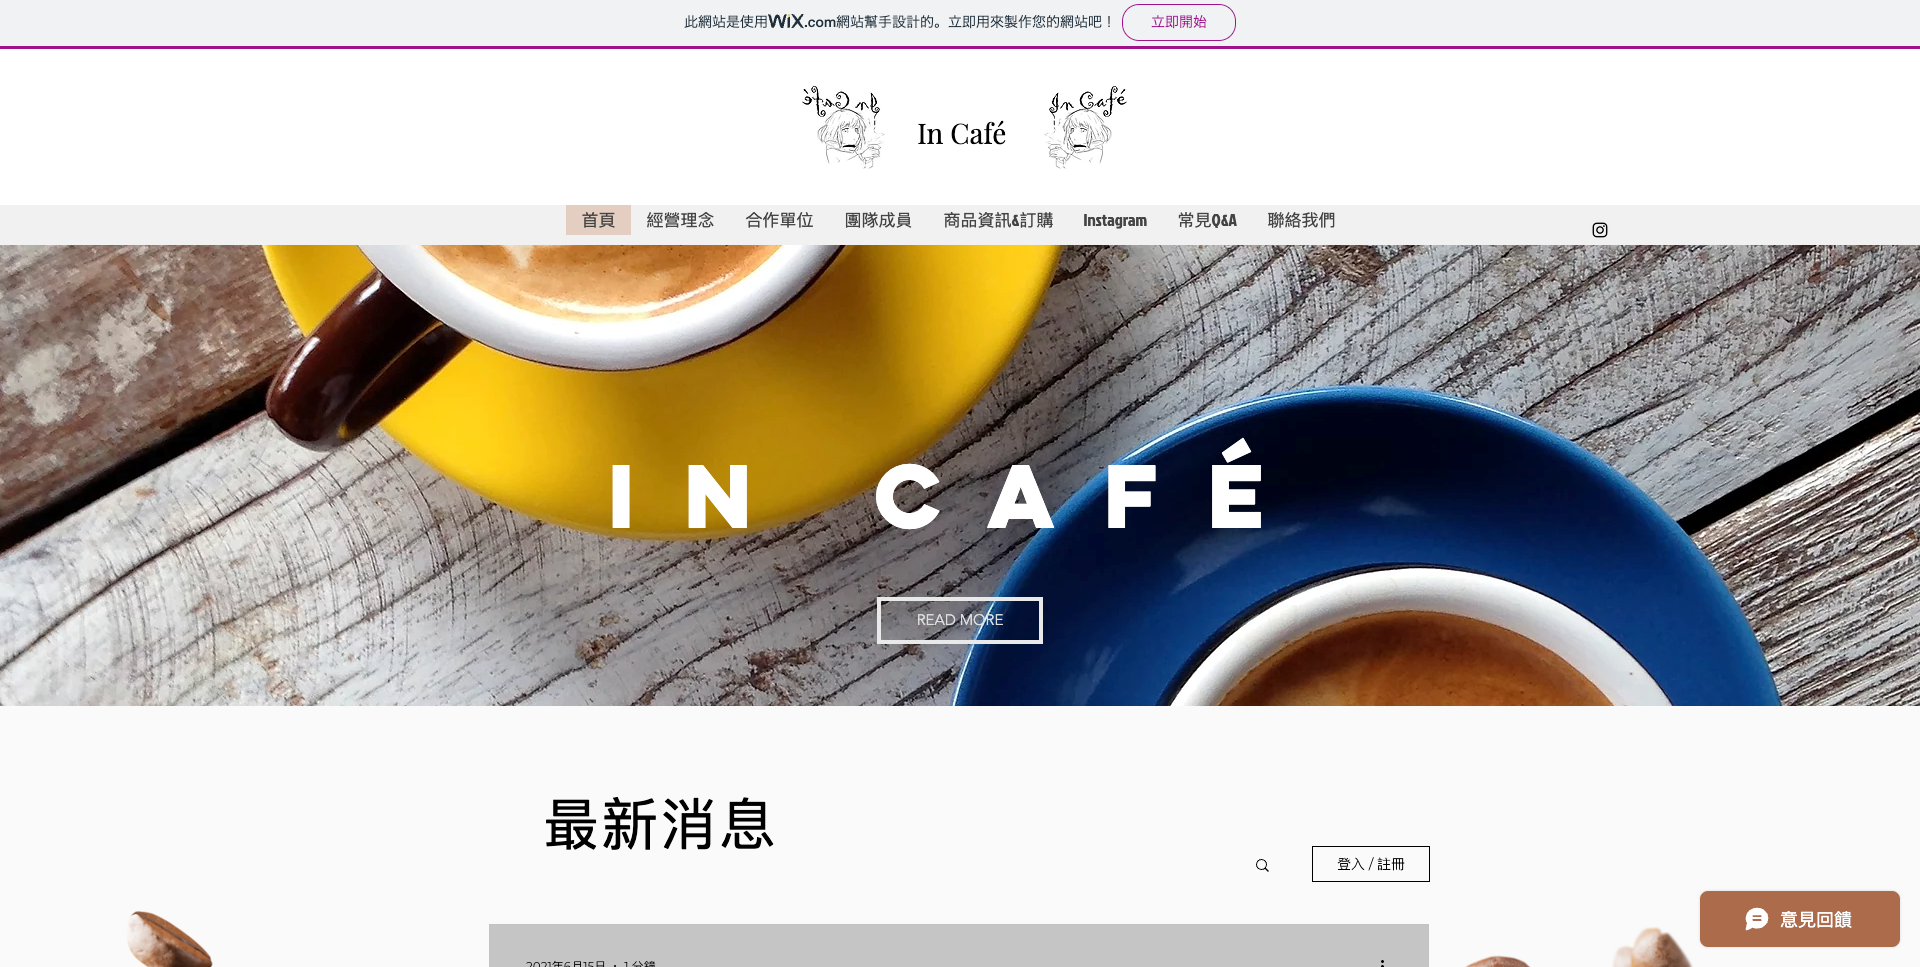 此網站是使用WiX.com網站幫手設計的。立即用來製作您的網站吧！ 立即開始
In Café
In Café
In Café
首頁 經營理念 合作單位 團隊成員 商品資訊&訂購 Instagram 常見Q&A 聯絡我們
IN CAFÉ
READ MORE
最新消息
登入 / 註冊
意見回饋
2021年6月15日 · 1 分鐘